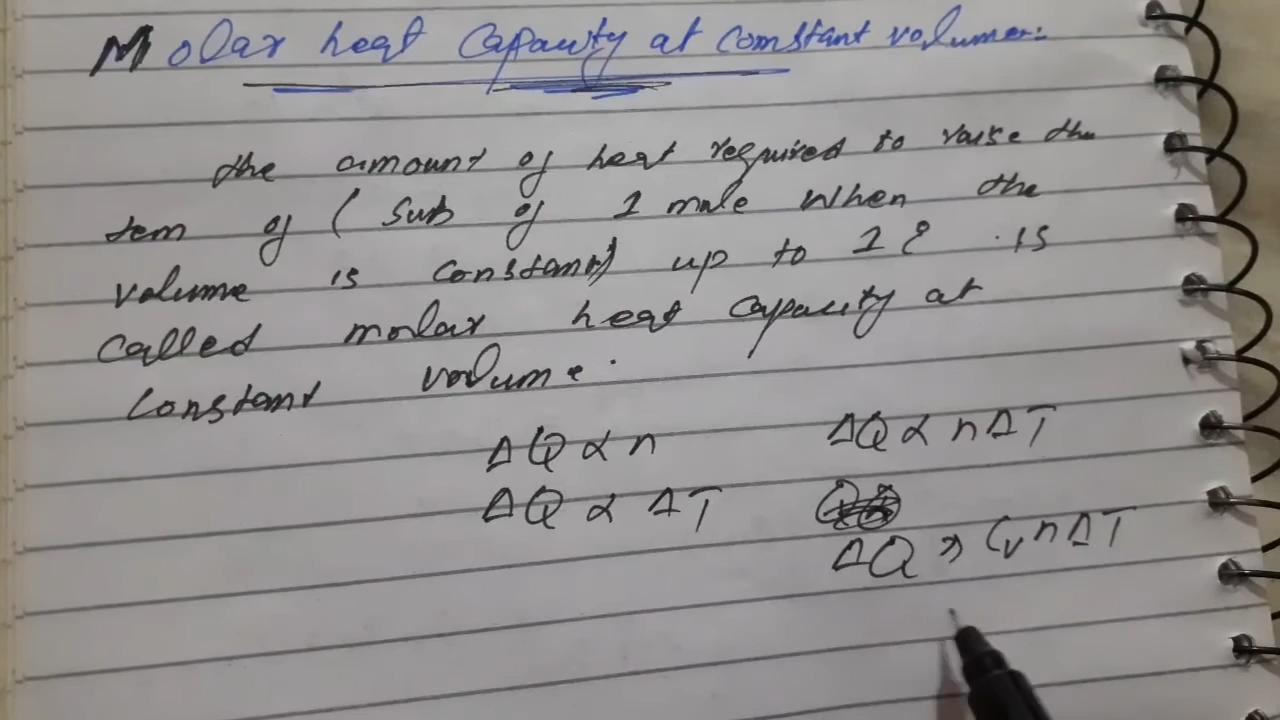 Molar heat Capacity at constant volume:
the amount of heat required to raise the
tem of (Sub of 1 mole When the
volume is constant) up to 1 is
called molar heat capacity at
constant volume.
ΔQ ∝ n
ΔQ ∝ ΔT
ΔQ ∝ nΔT
ΔQ = CvnΔT